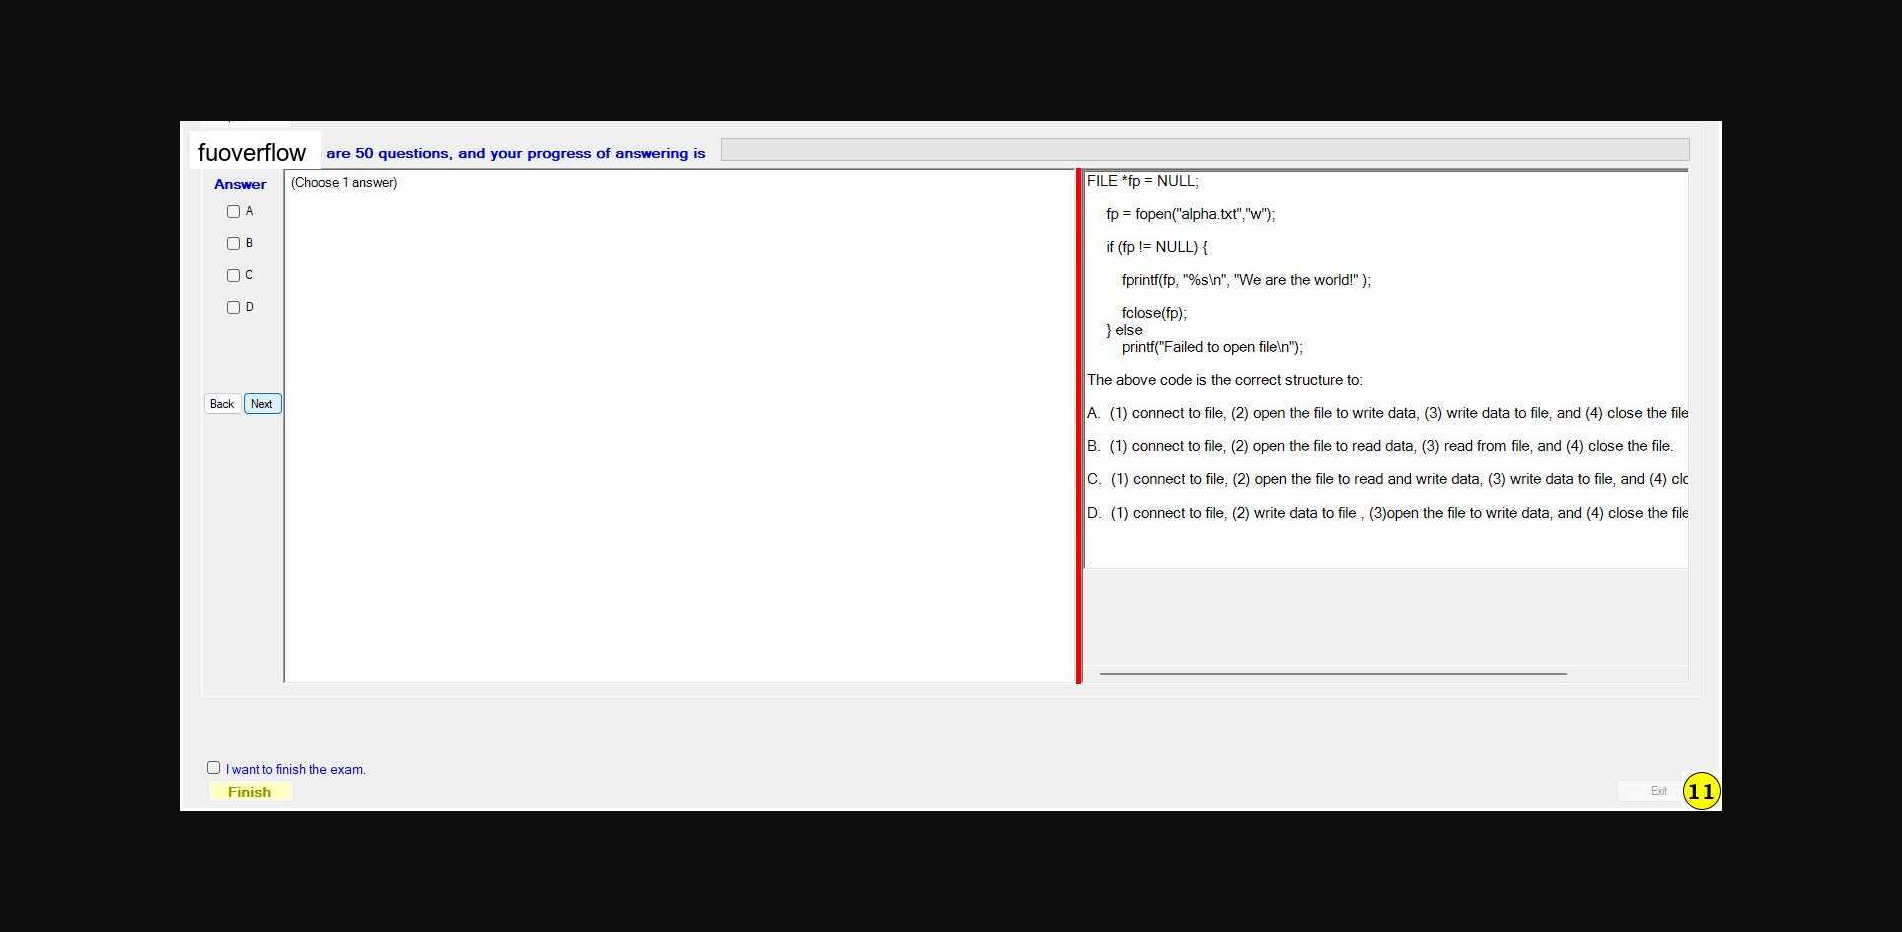 fuoverflow are 50 questions, and your progress of answering is
Answer
A
B
C
D
Back Next
(Choose 1 answer)
FILE *fp = NULL;
fp = fopen("alpha.txt","w");
if (fp != NULL) {
fprintf(fp, "%s\n", "We are the world!" );
fclose(fp);
} else
printf("Failed to open file\n");
The above code is the correct structure to:
A. (1) connect to file, (2) open the file to write data, (3) write data to file, and (4) close the file
B. (1) connect to file, (2) open the file to read data, (3) read from file, and (4) close the file.
C. (1) connect to file, (2) open the file to read and write data, (3) write data to file, and (4) clo
D. (1) connect to file, (2) write data to file , (3)open the file to write data, and (4) close the file
I want to finish the exam.
Finish
Exit
11